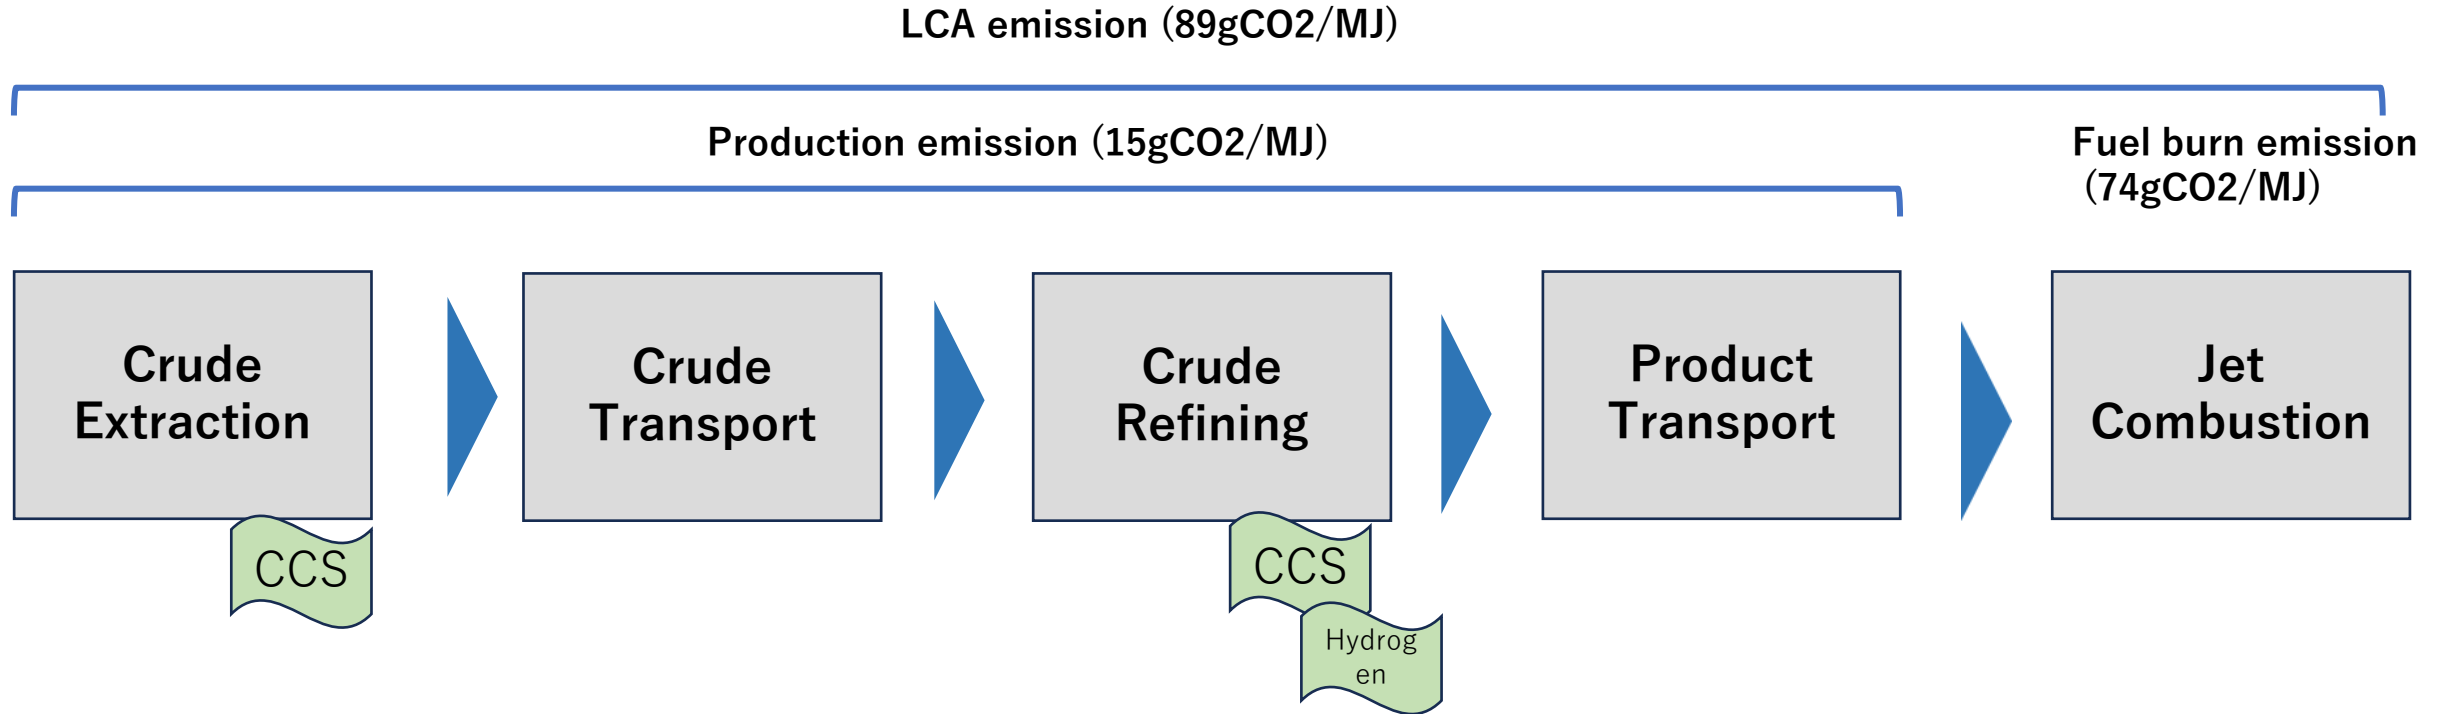 LCA emission (89gCO2/MJ)
Production emission (15gCO2/MJ)
Fuel burn emission
(74gCO2/MJ)
Crude
Extraction
Crude
Transport
Crude
Refining
Product
Transport
Jet
Combustion
CCS
CCS
Hydrog
en